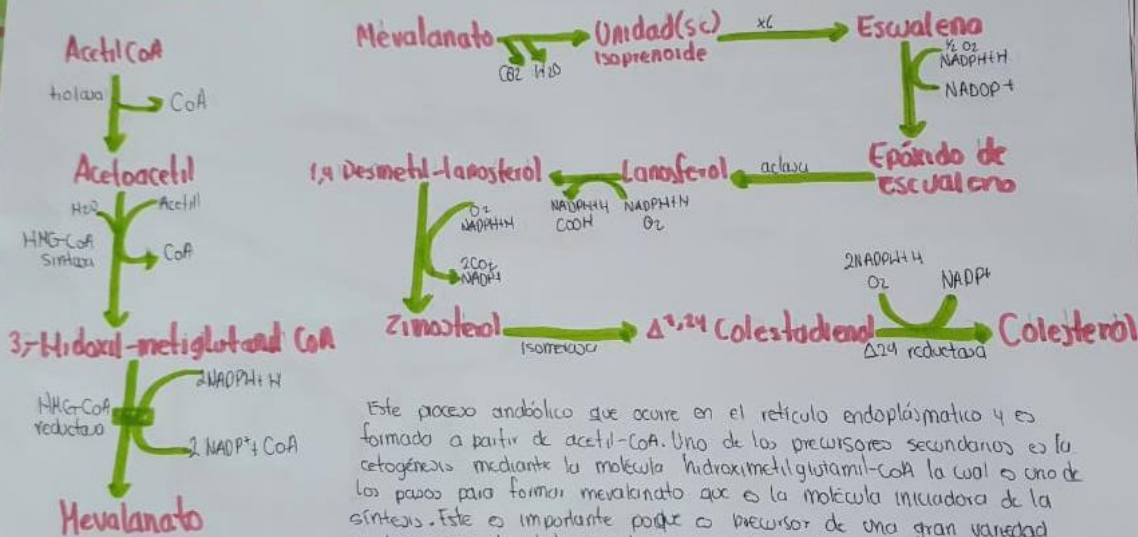 Acetil CoA
tiolasa
CoA
Acetoacetil
H2O
Acetil
HMG-CoA
Sintasa
CoA
3,-Hidoxil-metiglutaril CoA
HMG-CoA
reductasa
2NADPH+H
2 NADP+ + CoA
Mevalanato
Mevalanato
CO2 H2O
Unidad(5c)
isoprenoide
x6
Escualeno
½ O2
NADPH+H
NADOP+
Epóxido de
escualeno
aclasa
Lanosterol
NADPH+H
O2
NADPH+H
COOH
1,4 Desmetil-lanosterol
O2
NADPH+H
2CO2
NADP+
Zimosterol
Isomerasa
Colestadienol
2NADPH+H
O2
NADP+
Δ24 reductasa
Colesterol
Este proceso anabólico que ocurre en el retículo endoplásmatico y es
formado a partir de acetil-CoA. Uno de los precursores secundarios es la
cetogénesis mediante la molécula hidroximetilglutamil-CoA la cual es uno de
los pasos para formar mevalanato que es la molécula iniciadora de la
síntesis. Este es importante porque es precursor de una gran variedad